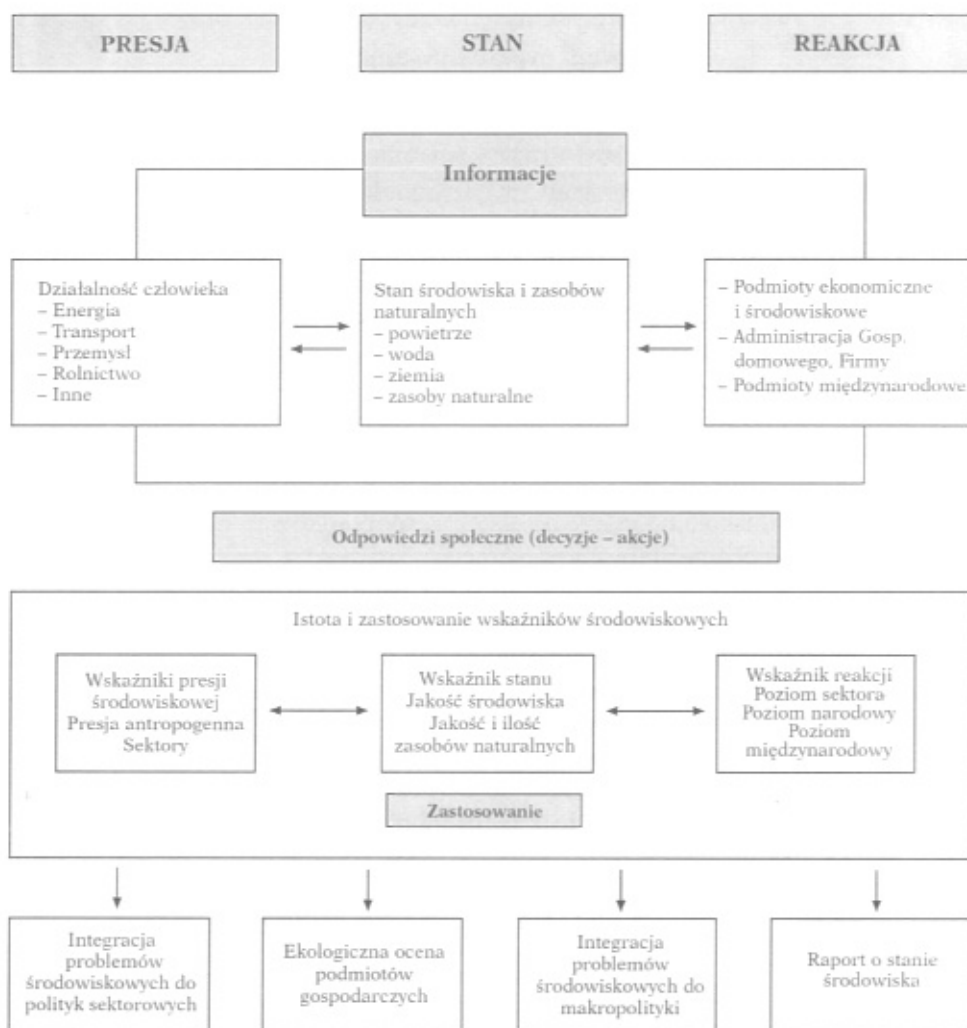 PRESJA
STAN
REAKCJA
Informacje
Działalność człowieka
– Energia
– Transport
– Przemysł
– Rolnictwo
– Inne
Stan środowiska i zasobów
naturalnych
– powietrze
– woda
– ziemia
– zasoby naturalne
– Podmioty ekonomiczne
i środowiskowe
– Administracja Gosp.
domowego, Firmy
– Podmioty międzynarodowe
Odpowiedzi społeczne (decyzje – akcje)
Istota i zastosowanie wskaźników środowiskowych
Wskaźniki presji
środowiskowej
Presja antropogenna
Sektory
Wskaźnik stanu
Jakość środowiska
Jakość i ilość
zasobów naturalnych
Wskaźnik reakcji
Poziom sektora
Poziom narodowy
Poziom
międzynarodowy
Zastosowanie
Integracja
problemów
środowiskowych do
polityk sektorowych
Ekologiczna ocena
podmiotów
gospodarczych
Integracja
problemów
środowiskowych do
makropolityki
Raport o stanie
środowiska